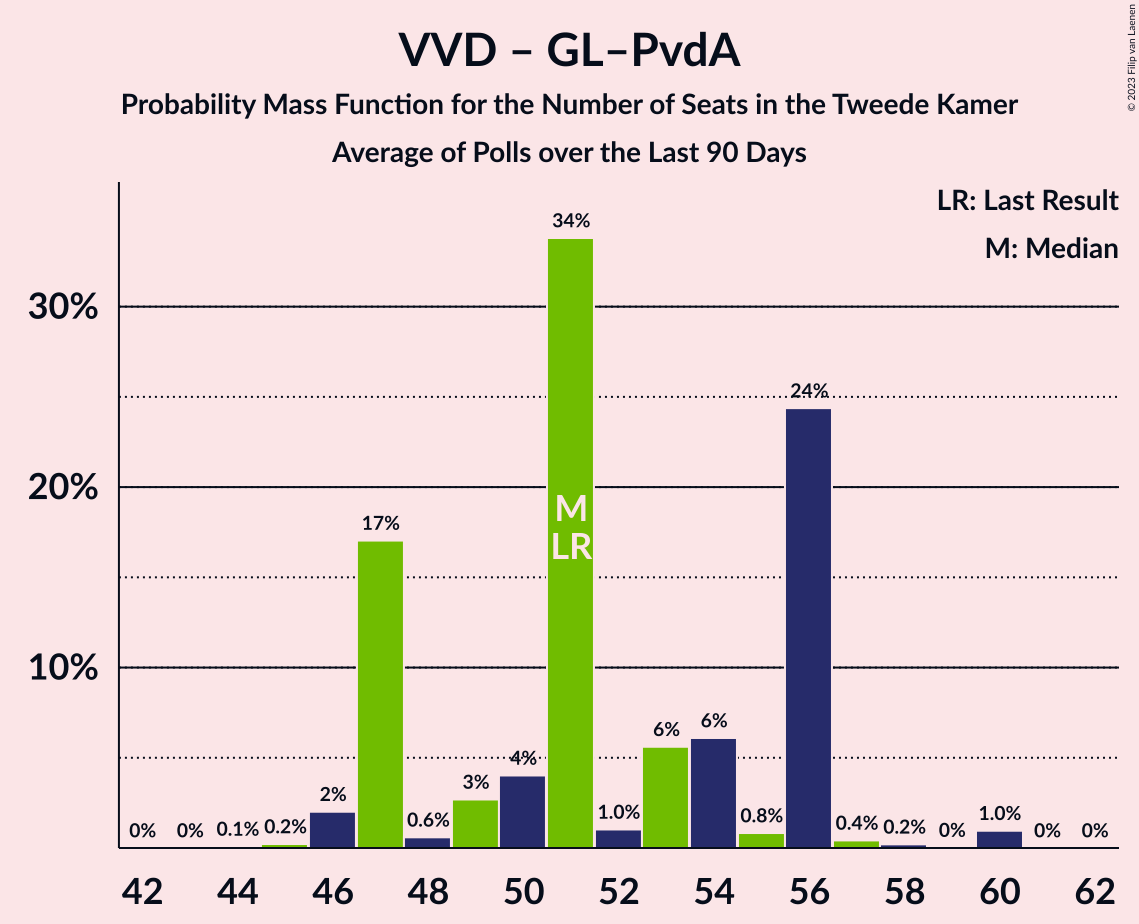 VVD – GL–PvdA
Probability Mass Function for the Number of Seats in the Tweede Kamer
Average of Polls over the Last 90 Days
© 2023 Filip van Laenen
LR: Last Result
M: Median
34%
30%
24%
20%
M
LR
17%
10%
6%
6%
4%
3%
2%
0%
0%
0.1%
0.2%
0.6%
1.0%
0.8%
0.4%
0.2%
0%
1.0%
0%
0%
42 44 46 48 50 52 54 56 58 60 62